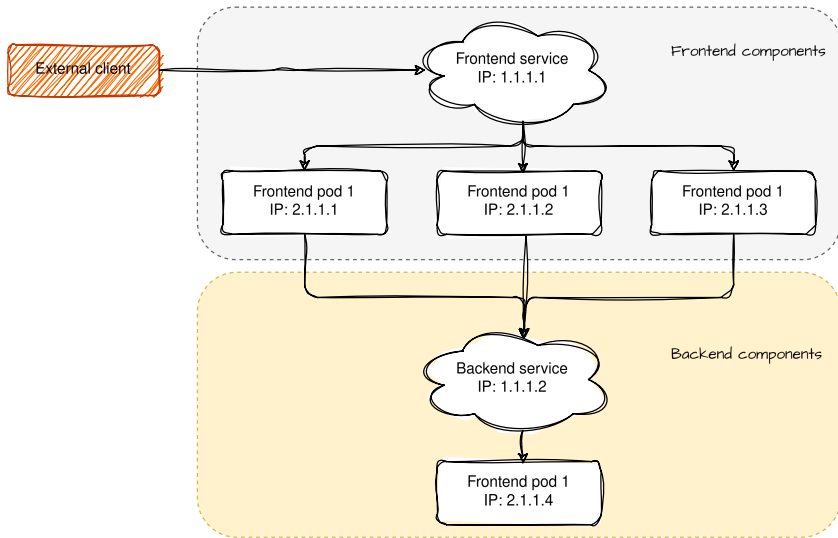 External client
Frontend service
IP: 1.1.1.1
Frontend components
Frontend pod 1
IP: 2.1.1.1
Frontend pod 1
IP: 2.1.1.2
Frontend pod 1
IP: 2.1.1.3
Backend components
Backend service
IP: 1.1.1.2
Frontend pod 1
IP: 2.1.1.4